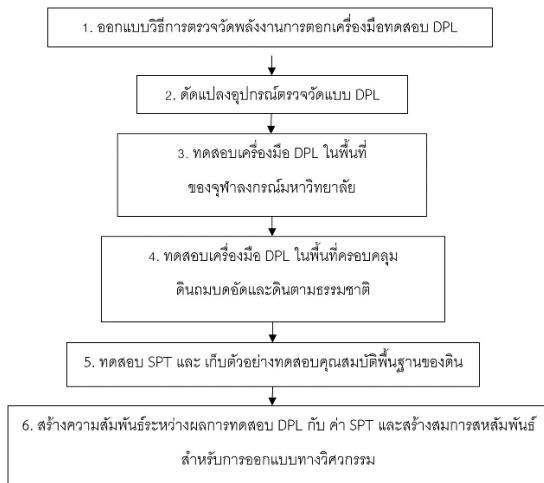 1. ออกแบบวิธีการตรวจวัดพลังงานการตอกเครื่องมือทดสอบ DPL
2. ดัดแปลงอุปกรณ์ตรวจวัดแบบ DPL
3. ทดสอบเครื่องมือ DPL ในพื้นที่
ของจุฬาลงกรณ์มหาวิทยาลัย
4. ทดสอบเครื่องมือ DPL ในพื้นที่ครอบคลุม
ดินถมบดอัดและดินตามธรรมชาติ
5. ทดสอบ SPT และ เก็บตัวอย่างทดสอบคุณสมบัติพื้นฐานของดิน
6. สร้างความสัมพันธ์ระหว่างผลการทดสอบ DPL กับ ค่า SPT และสร้างสมการสหสัมพันธ์
สำหรับการออกแบบทางวิศวกรรม